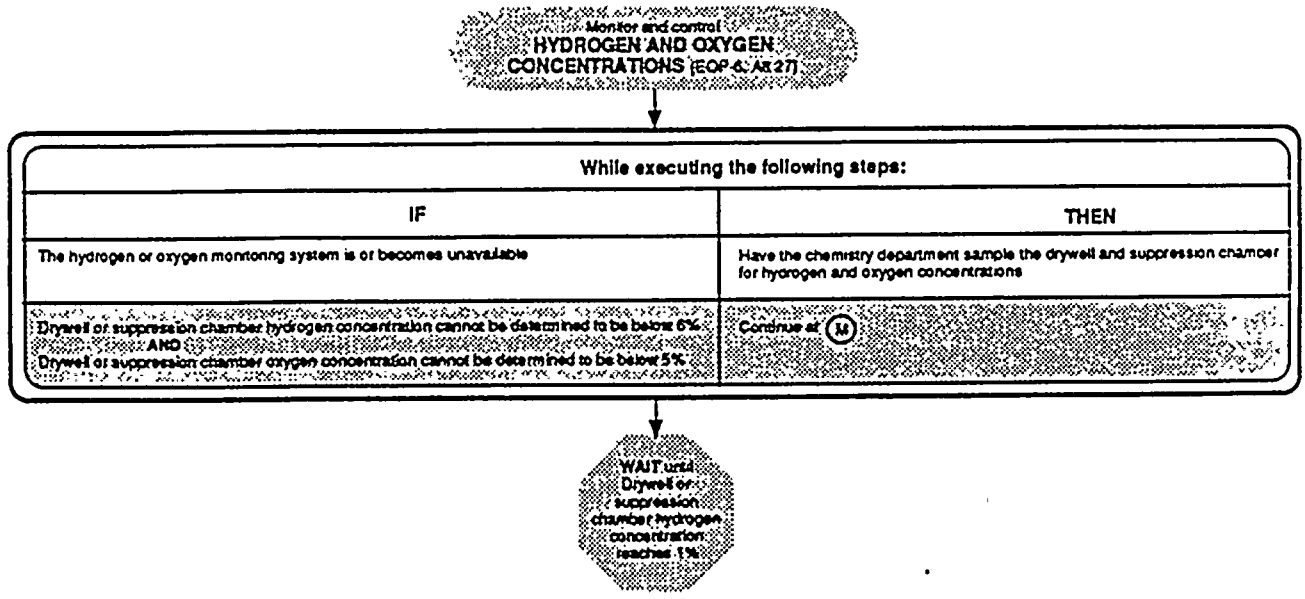 Monitor and control
HYDROGEN AND OXYGEN
CONCENTRATIONS [EOP-6, Att 27]
While executing the following steps:
IF
THEN
The hydrogen or oxygen monitoring system is or becomes unavailable
Have the chemistry department sample the drywell and suppression chamber
for hydrogen and oxygen concentrations
Drywell or suppression chamber hydrogen concentration cannot be determined to be below 6%
AND
Drywell or suppression chamber oxygen concentration cannot be determined to be below 5%
Continue at M
WAIT until
Drywell or
suppression
chamber hydrogen
concentration
reaches 1%